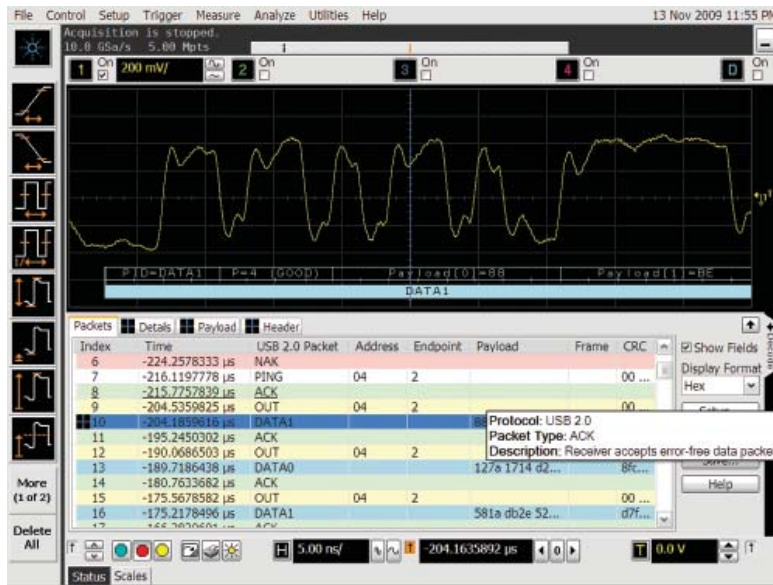 File Control Setup Trigger Measure Analyze Utilities Help 13 Nov 2009 11:55 PM
Acquisition is stopped.
10.0 GSa/s 5.00 Mpts
1 On 200 mV/ 2 On 3 On 4 On D On
PID=DATA1 P=4 (GOOD) Payload[0]=88 Payload[1]=BE
DATA1
Packets Details Payload Header
Index Time USB 2.0 Packet Address Endpoint Payload Frame CRC
Show Fields
6 -224.2578333 µs NAK
Display Format
7 -216.1197778 µs PING 04 2 00 ...
Hex
8 -215.7757839 µs ACK
9 -204.5359825 µs OUT 04 2 00 ...
10 -204.1859616 µs DATA1
Protocol: USB 2.0
11 -195.2450302 µs ACK
Packet Type: ACK
12 -190.0686503 µs OUT 04 2
Description: Receiver accepts error-free data packe
13 -189.7186438 µs DATA0 127a 1714 d2... 8fc...
14 -180.7633682 µs ACK
Help
15 -175.5678582 µs OUT 04 2 00 ...
16 -175.2178496 µs DATA1 581a db2e 52... d7f...
17
More
(1 of 2)
Delete
All
H 5.00 ns/ -204.1635892 µs 0 T 0.0 V
Status Scales